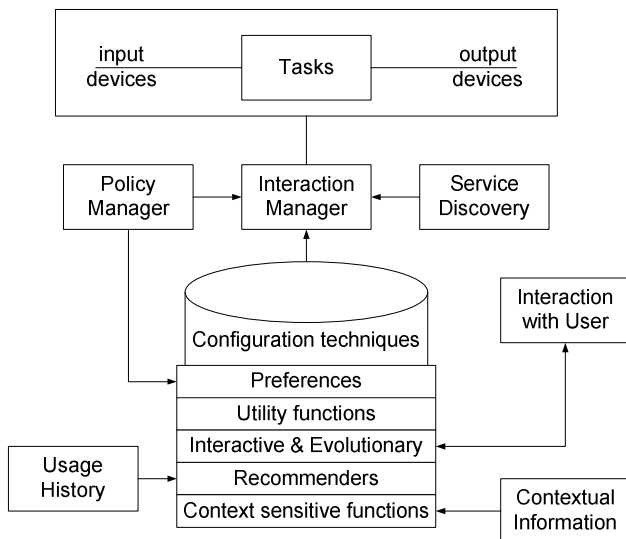 input
devices
Tasks
output
devices
Policy
Manager
Interaction
Manager
Service
Discovery
Configuration techniques
Interaction
with User
Preferences
Utility functions
Interactive & Evolutionary
Usage
History
Recommenders
Context sensitive functions
Contextual
Information